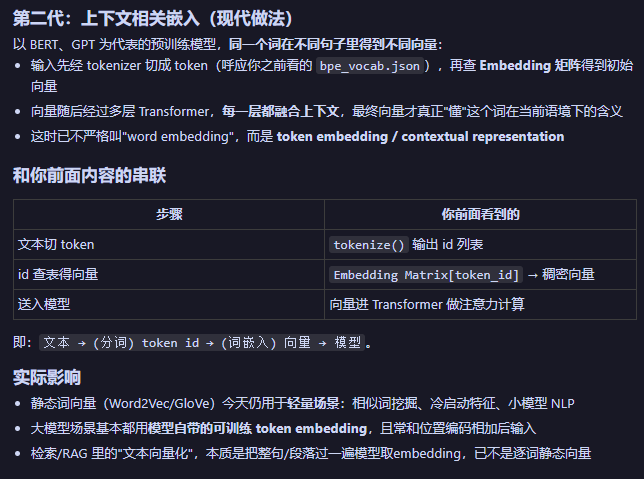 第二代：上下文相关嵌入（现代做法）
以 BERT、GPT 为代表的预训练模型，同一个词在不同句子里得到不同向量：
• 输入先经 tokenizer 切成 token（呼应你之前看的 bpe_vocab.json），再查 Embedding 矩阵得到初始
向量
• 向量随后经过多层 Transformer，每一层都融合上下文，最终向量才真正"懂"这个词在当前语境下的含义
• 这时已不严格叫"word embedding"，而是 token embedding / contextual representation
和你前面内容的串联
步骤 你前面看到的
文本切 token tokenize() 输出 id 列表
id 查表得向量 Embedding Matrix[token_id] → 稠密向量
送入模型 向量进 Transformer 做注意力计算
即：文本 → (分词) token id → (词嵌入) 向量 → 模型。
实际影响
• 静态词向量（Word2Vec/GloVe）今天仍用于轻量场景：相似词挖掘、冷启动特征、小模型 NLP
• 大模型场景基本都用模型自带的可训练 token embedding，且常和位置编码相加后输入
• 检索/RAG 里的"文本向量化"，本质是把整句/段落过一遍模型取embedding，已不是逐词静态向量